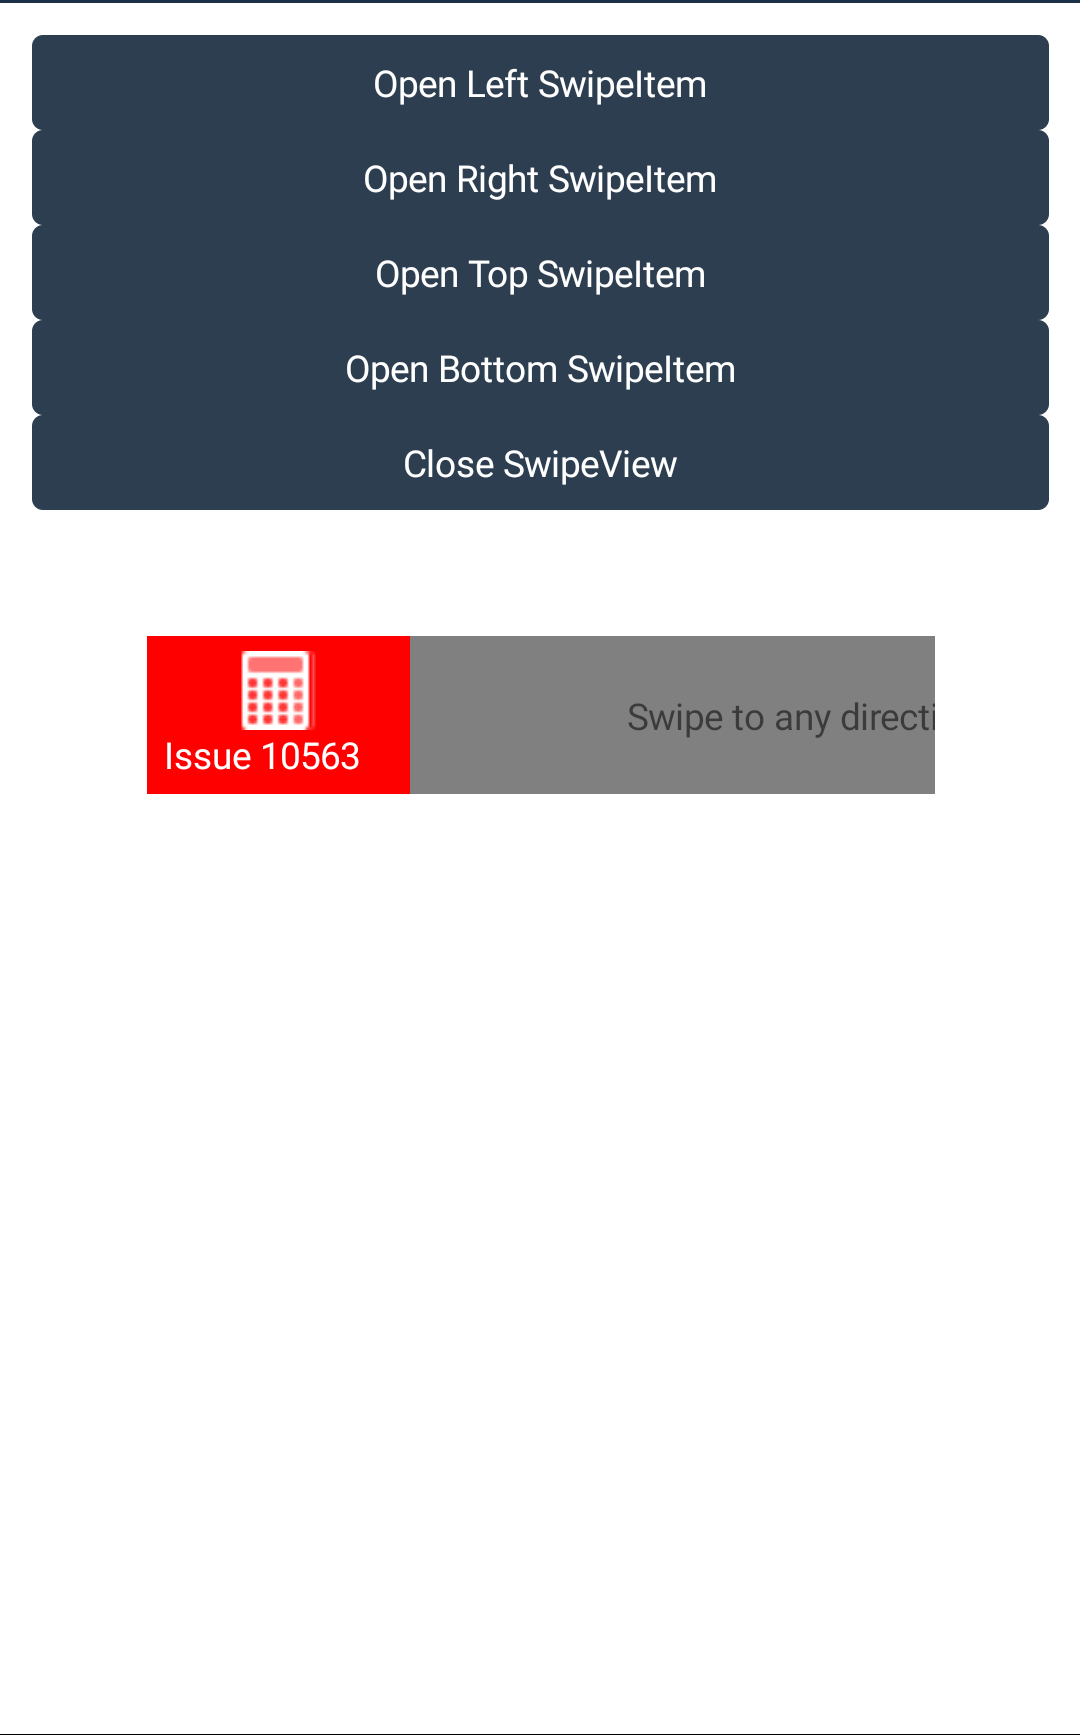 Open Left SwipeItem
Open Right SwipeItem
Open Top SwipeItem
Open Bottom SwipeItem
Close SwipeView
Swipe to any directi
Issue 10563